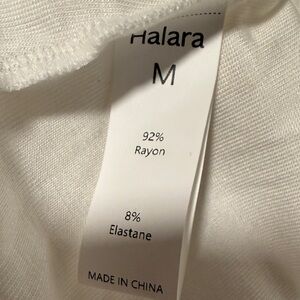 Halara
M
92%
Rayon
8%
Elastane
MADE IN CHINA